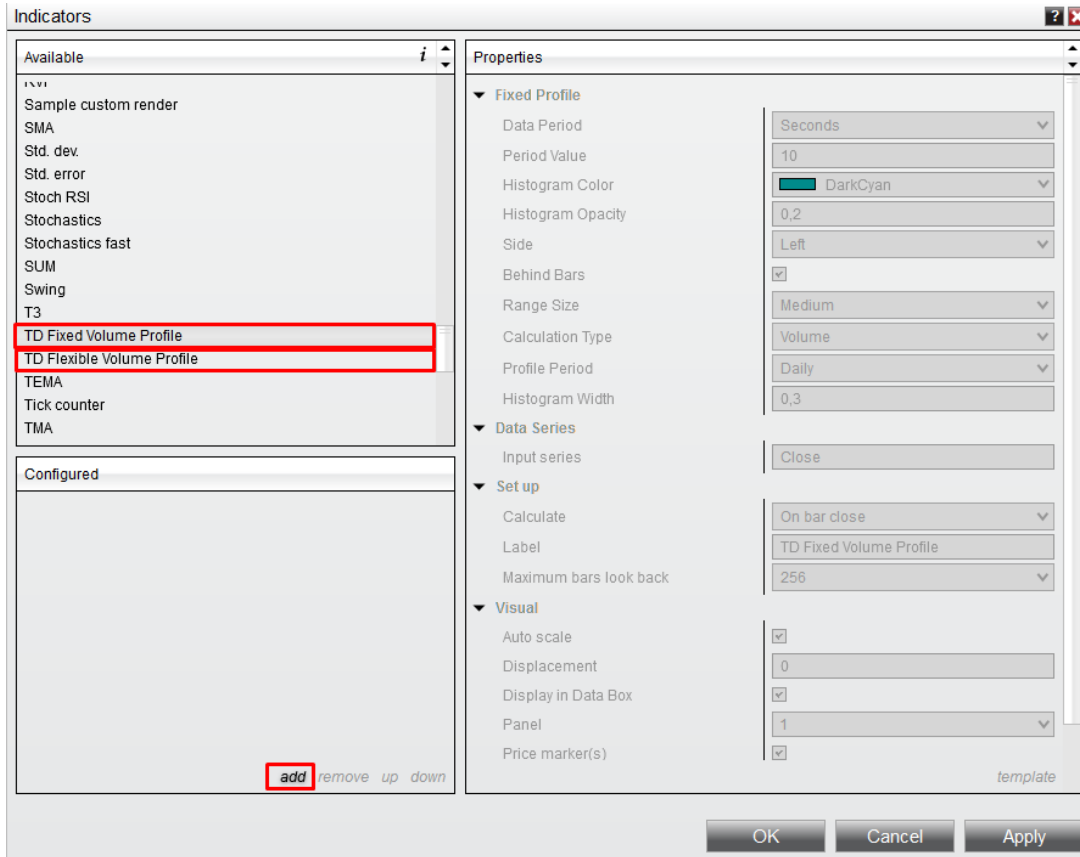 Indicators
?
Available i
RVI
Sample custom render
SMA
Std. dev.
Std. error
Stoch RSI
Stochastics
Stochastics fast
SUM
Swing
T3
TD Fixed Volume Profile
TD Flexible Volume Profile
TEMA
Tick counter
TMA
Configured
add remove up down
Properties
Fixed Profile
Data Period Seconds
Period Value 10
Histogram Color DarkCyan
Histogram Opacity 0,2
Side Left
Behind Bars
Range Size Medium
Calculation Type Volume
Profile Period Daily
Histogram Width 0,3
Data Series
Input series Close
Set up
Calculate On bar close
Label TD Fixed Volume Profile
Maximum bars look back 256
Visual
Auto scale
Displacement 0
Display in Data Box
Panel 1
Price marker(s)
template
OK Cancel Apply